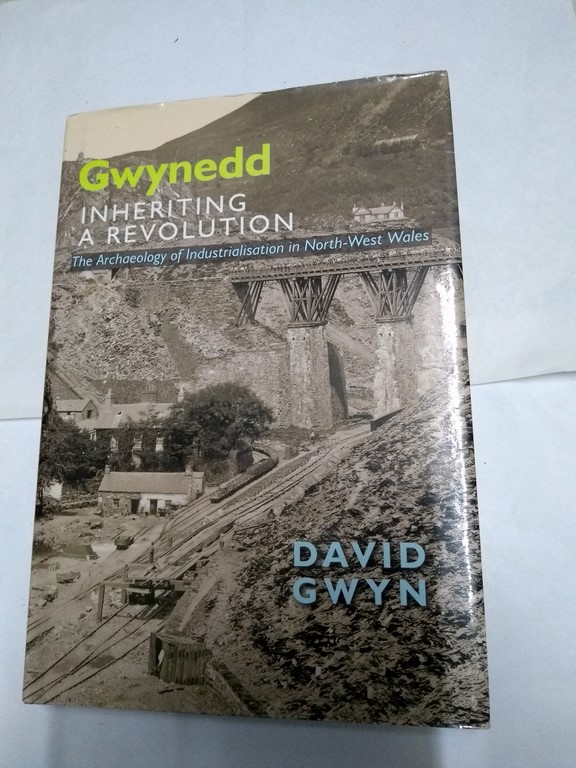 Gwynedd
INHERITING
A REVOLUTION
The Archaeology of Industrialisation in North-West Wales
DAVID
GWYN